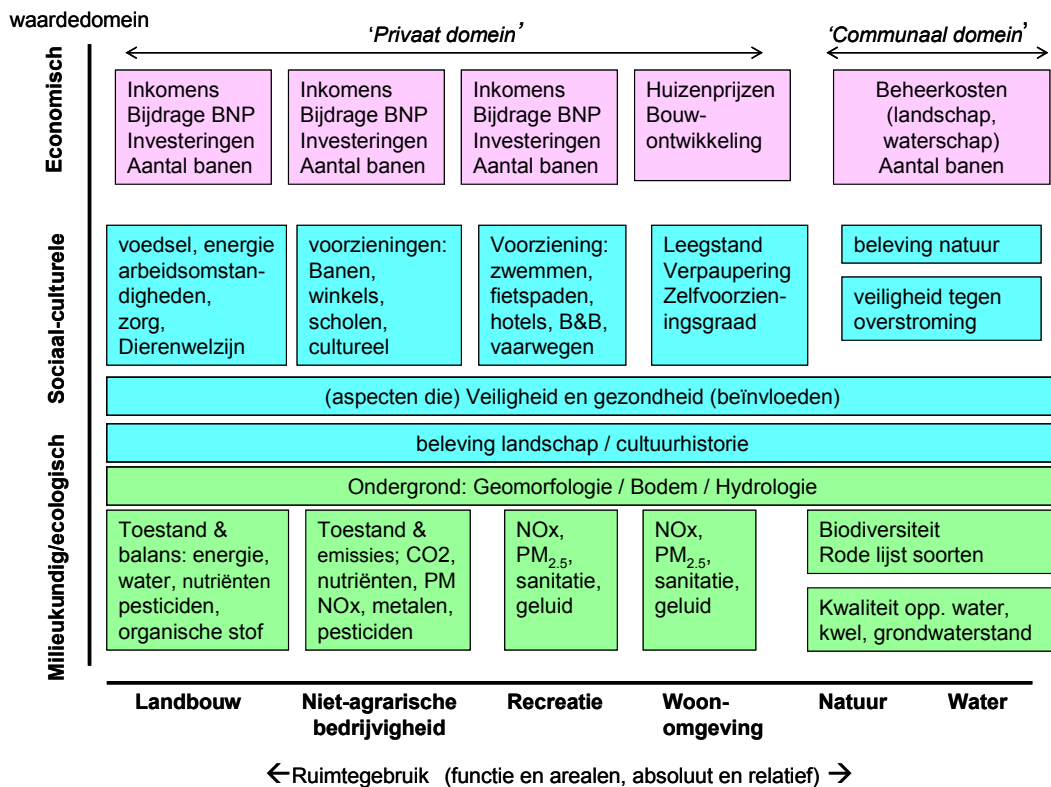 waardedomein
‘Privaat domein’
‘Communaal domein’
Economisch
Inkomens
Bijdrage BNP
Investeringen
Aantal banen
Inkomens
Bijdrage BNP
Investeringen
Aantal banen
Inkomens
Bijdrage BNP
Investeringen
Aantal banen
Huizenprijzen
Bouw-
ontwikkeling
Beheerkosten
(landschap,
waterschap)
Aantal banen
Sociaal-culturele
voedsel, energie
arbeidsomstan-
digheden,
zorg,
Dierenwelzijn
voorzieningen:
Banen,
winkels,
scholen,
cultureel
Voorziening:
zwemmen,
fietspaden,
hotels, B&B,
vaarwegen
Leegstand
Verpaupering
Zelfvoorzien-
ingsgraad
beleving natuur
veiligheid tegen
overstroming
(aspecten die) Veiligheid en gezondheid (beïnvloeden)
beleving landschap / cultuurhistorie
Milieukundig/ecologisch
Ondergrond: Geomorfologie / Bodem / Hydrologie
Toestand &
balans: energie,
water, nutriënten
pesticiden,
organische stof
Toestand &
emissies; CO2,
nutriënten, PM
NOx, metalen,
pesticiden
NOx,
PM2.5,
sanitatie,
geluid
NOx,
PM2.5,
sanitatie,
geluid
Biodiversiteit
Rode lijst soorten
Kwaliteit opp. water,
kwel, grondwaterstand
Landbouw
Niet-agrarische
bedrijvigheid
Recreatie
Woon-
omgeving
Natuur
Water
←Ruimtegebruik (functie en arealen, absoluut en relatief) →